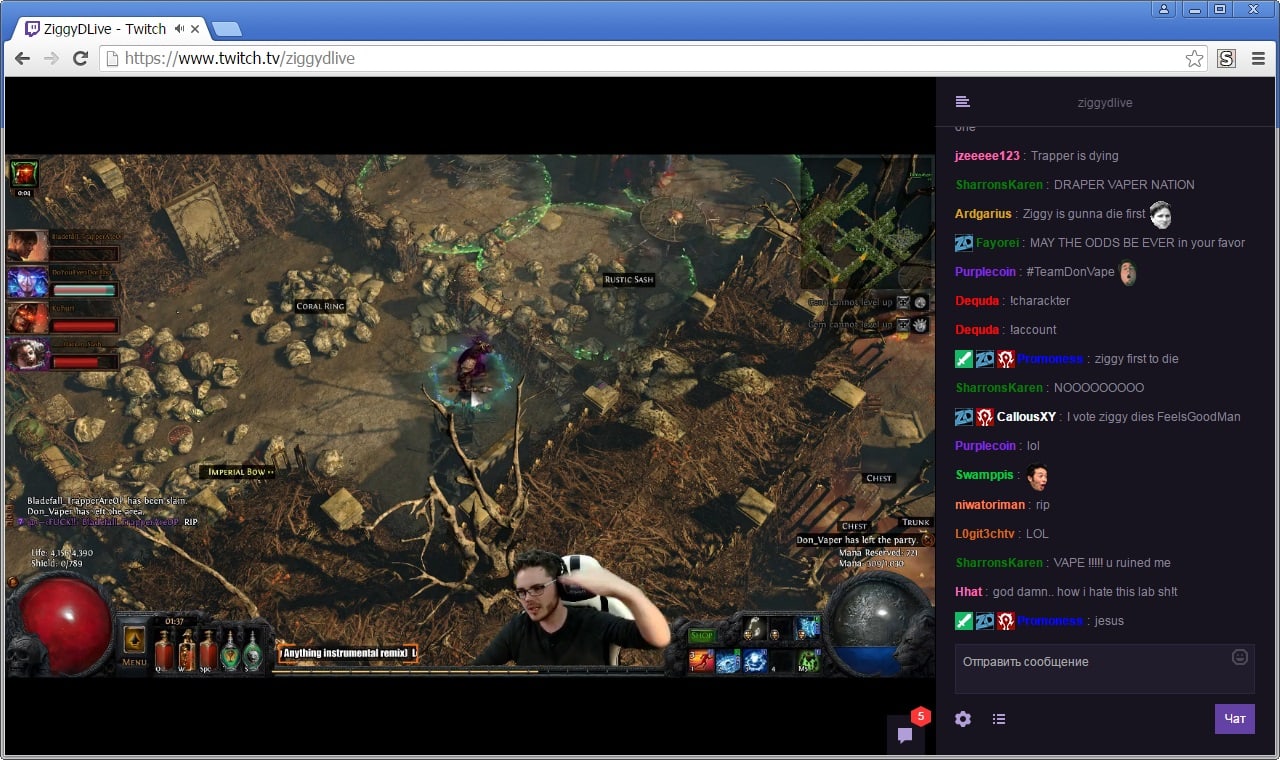 ZiggyDLive - Twitch
https://www.twitch.tv/ziggydlive
ziggydlive
one
jzeeeee123 : Trapper is dying
SharronsKaren : DRAPER VAPER NATION
Ardgarius : Ziggy is gunna die first
Fayorei : MAY THE ODDS BE EVER in your favor
Purplecoin : #TeamDonVape
Dequda : !charackter
Dequda : !account
Promoness : ziggy first to die
SharronsKaren : NOOOOOOOOO
CallousXY : I vote ziggy dies FeelsGoodMan
Purplecoin : lol
Swamppis :
niwatoriman : rip
L0git3chtv : LOL
SharronsKaren : VAPE !!!!! u ruined me
Hhat : god damn.. how i hate this lab sh!t
Promoness : jesus
Отправить сообщение
Чат
5
0:04
Kuhuri
RUSTIC SASH
CORAL RING
Gem cannot level up
Gem cannot level up
IMPERIAL BOW
CHEST
CHEST
TRUNK
Bladefall_TrapperAreOP has been slain.
Don_Vaper has left the area.
Bladefall_TrapperAreOP: RIP
Don_Vaper has left the party.
Life: 4,156/4,390
Shield: 0/789
Mana Reserved: 721
Mana: 309/1,030
01:37
MENU
SHOP
Anything instrumental remix)